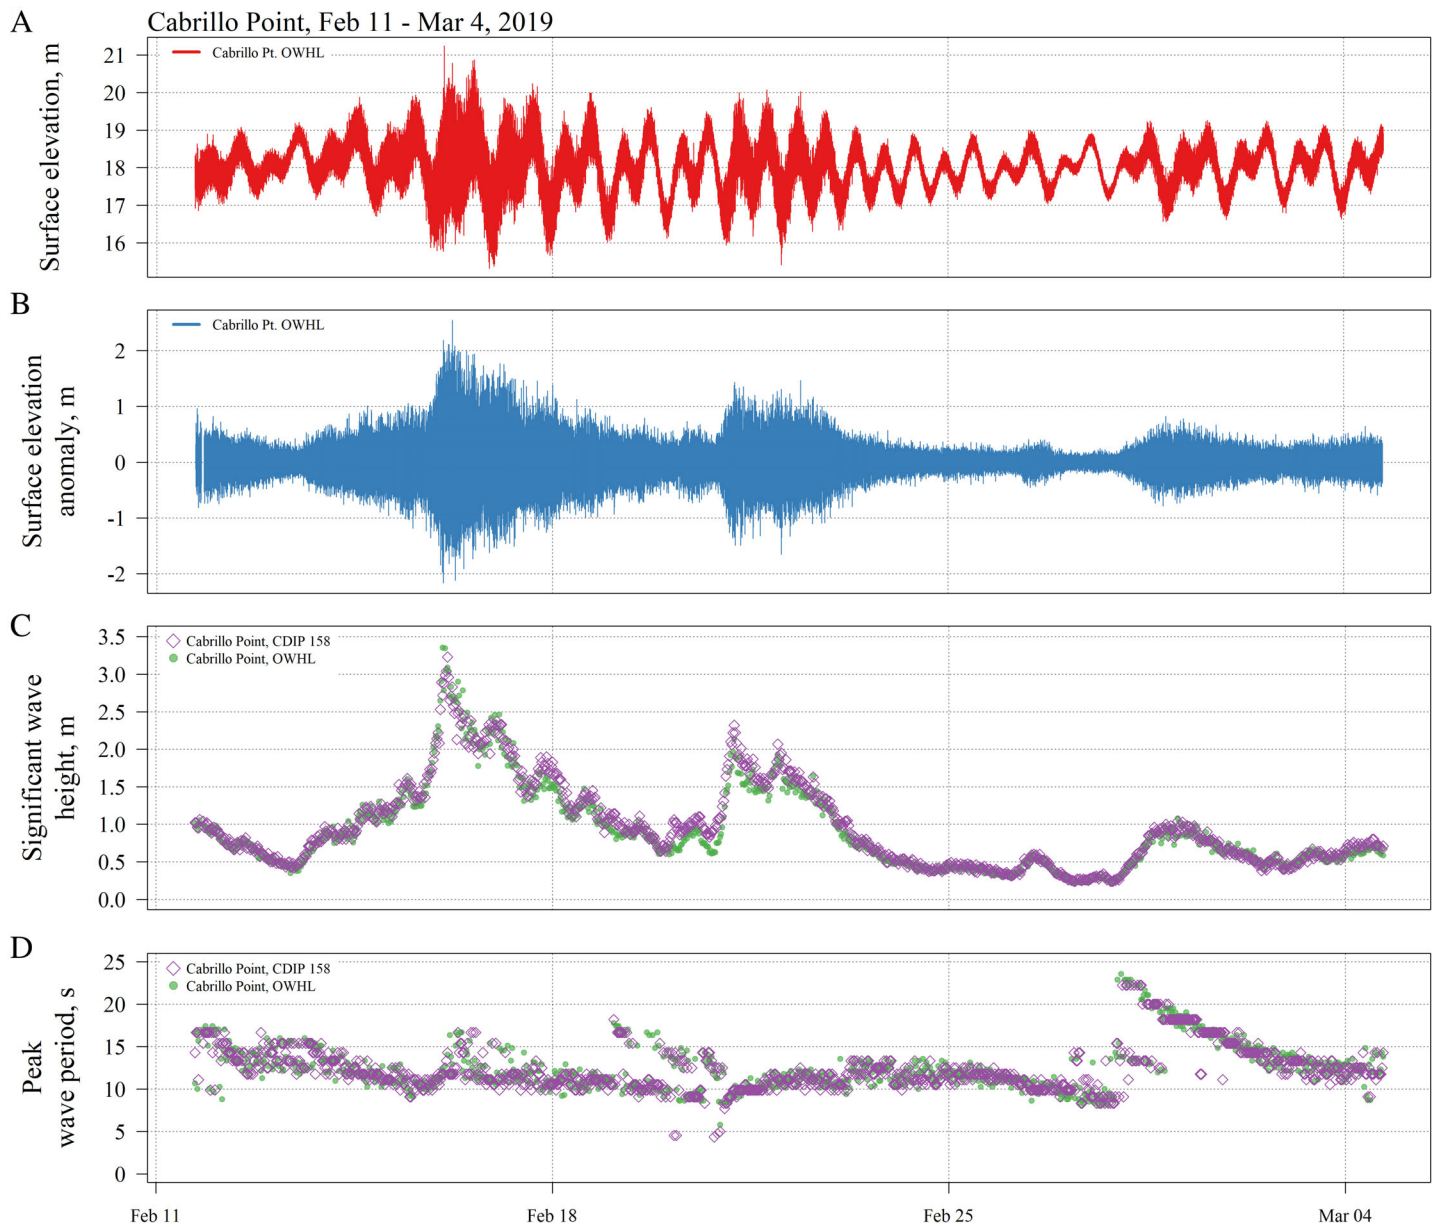 A
Cabrillo Point, Feb 11 - Mar 4, 2019
Surface elevation, m
21
20
19
18
17
16
Cabrillo Pt. OWHL
B
Surface elevation
anomaly, m
2
1
0
-1
-2
Cabrillo Pt. OWHL
C
Significant wave
height, m
3.5
3.0
2.5
2.0
1.5
1.0
0.5
0.0
Cabrillo Point, CDIP 158
Cabrillo Point, OWHL
D
Peak
wave period, s
25
20
15
10
5
0
Cabrillo Point, CDIP 158
Cabrillo Point, OWHL
Feb 11
Feb 18
Feb 25
Mar 04